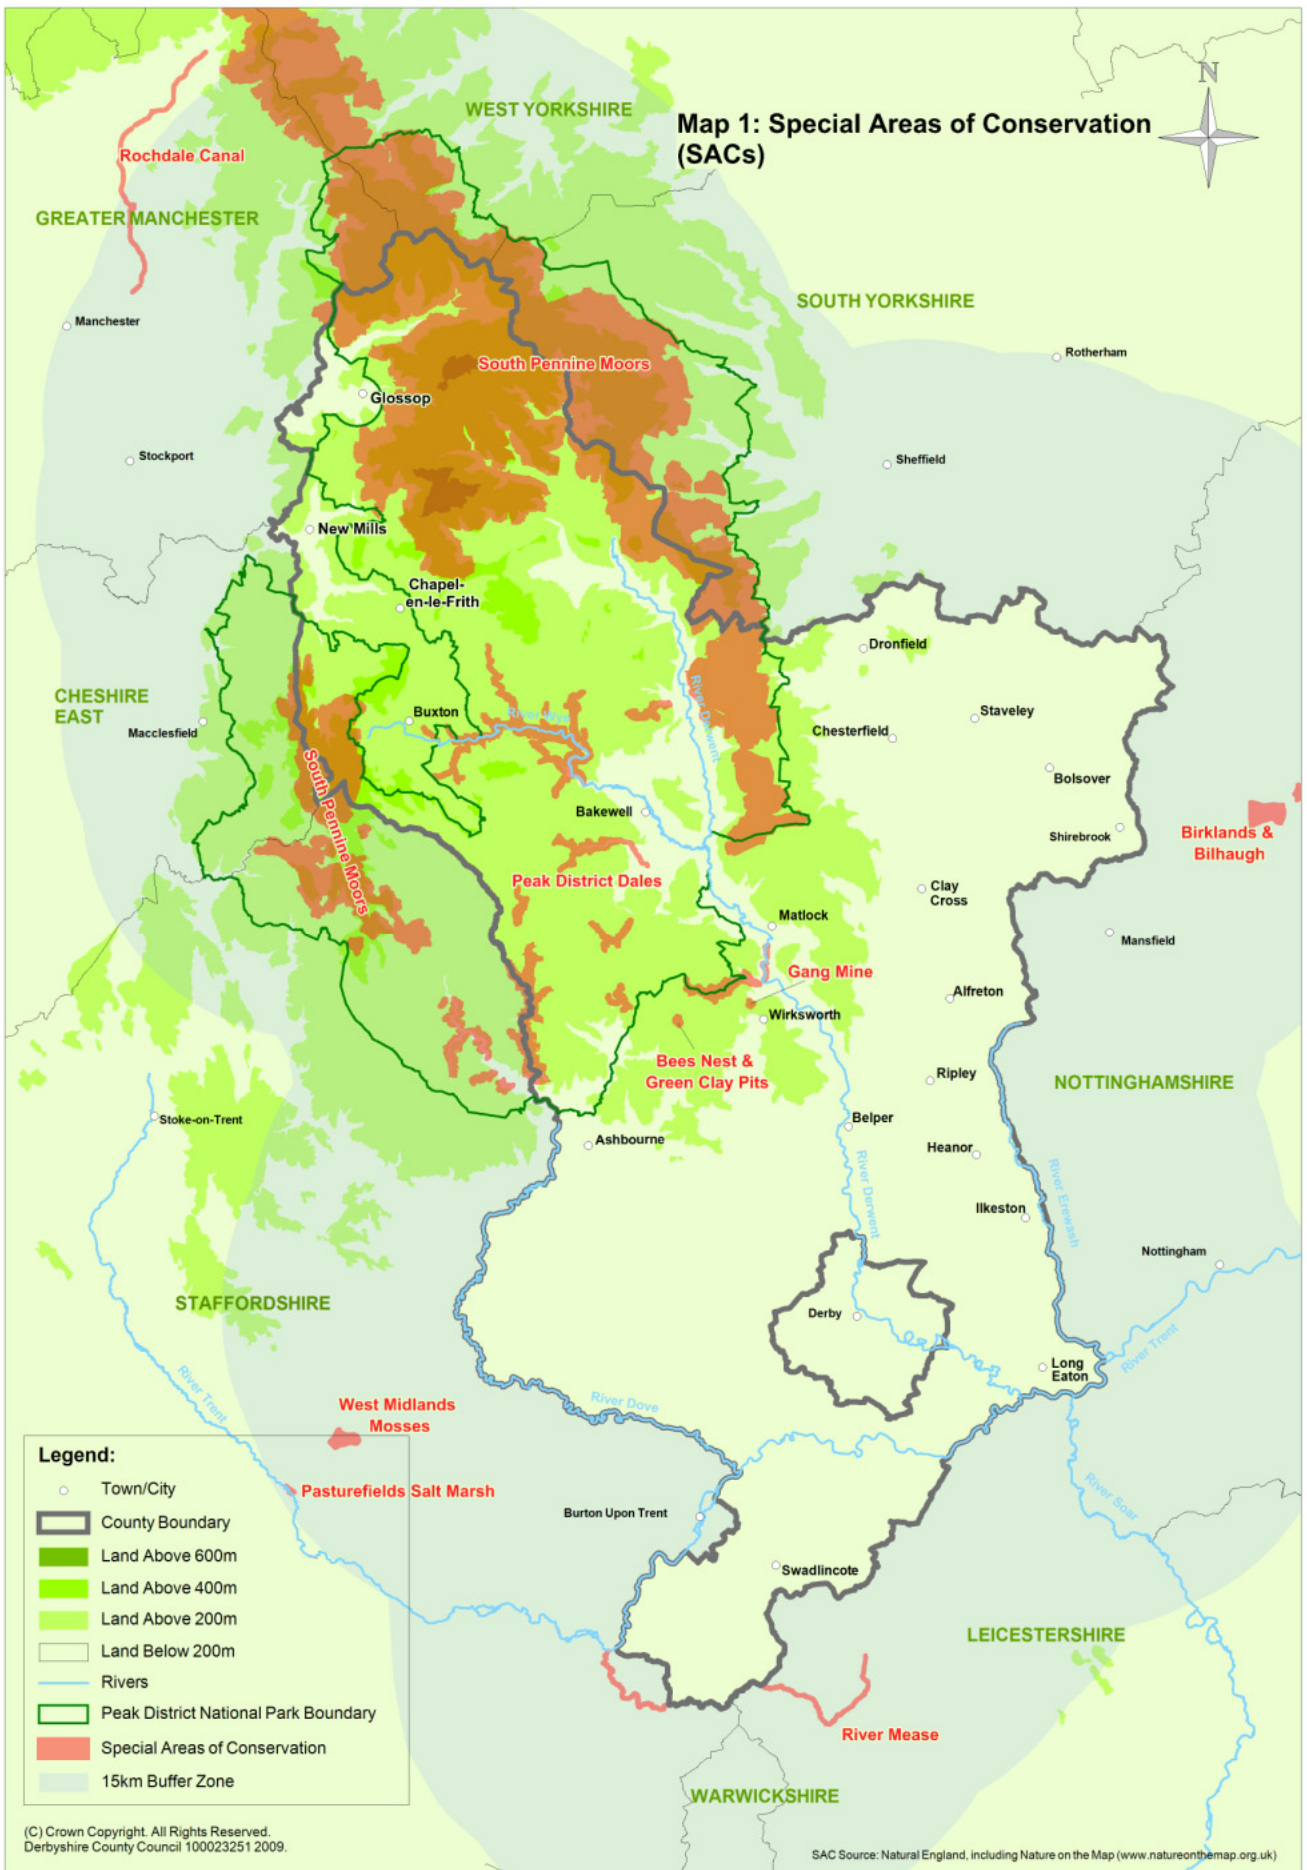 N
WEST YORKSHIRE
Map 1: Special Areas of Conservation
(SACs)
Rochdale Canal
GREATER MANCHESTER
SOUTH YORKSHIRE
Manchester
Rotherham
South Pennine Moors
Glossop
Stockport
Sheffield
New Mills
Chapel-
en-le-Frith
Dronfield
River Derwent
CHESHIRE
EAST
Macclesfield
Buxton
River Wye
Staveley
Chesterfield
Bolsover
South Pennine Moors
Bakewell
Shirebrook
Birklands &
Bilhaugh
Peak District Dales
Clay
Cross
Matlock
Mansfield
Gang Mine
Alfreton
Wirksworth
Bees Nest &
Green Clay Pits
Ripley
NOTTINGHAMSHIRE
Stoke-on-Trent
Belper
Ashbourne
Heanor
River Derwent
River Erewash
Ilkeston
Nottingham
STAFFORDSHIRE
Derby
River Trent
Long
Eaton
River Trent
River Dove
West Midlands
Mosses
Pasturefields Salt Marsh
River Soar
Burton Upon Trent
Swadlincote
LEICESTERSHIRE
River Mease
WARWICKSHIRE
Legend:
Town/City
County Boundary
Land Above 600m
Land Above 400m
Land Above 200m
Land Below 200m
Rivers
Peak District National Park Boundary
Special Areas of Conservation
15km Buffer Zone
(C) Crown Copyright. All Rights Reserved.
Derbyshire County Council 100023251 2009.
SAC Source: Natural England, including Nature on the Map (www.natureonthemap.org.uk)